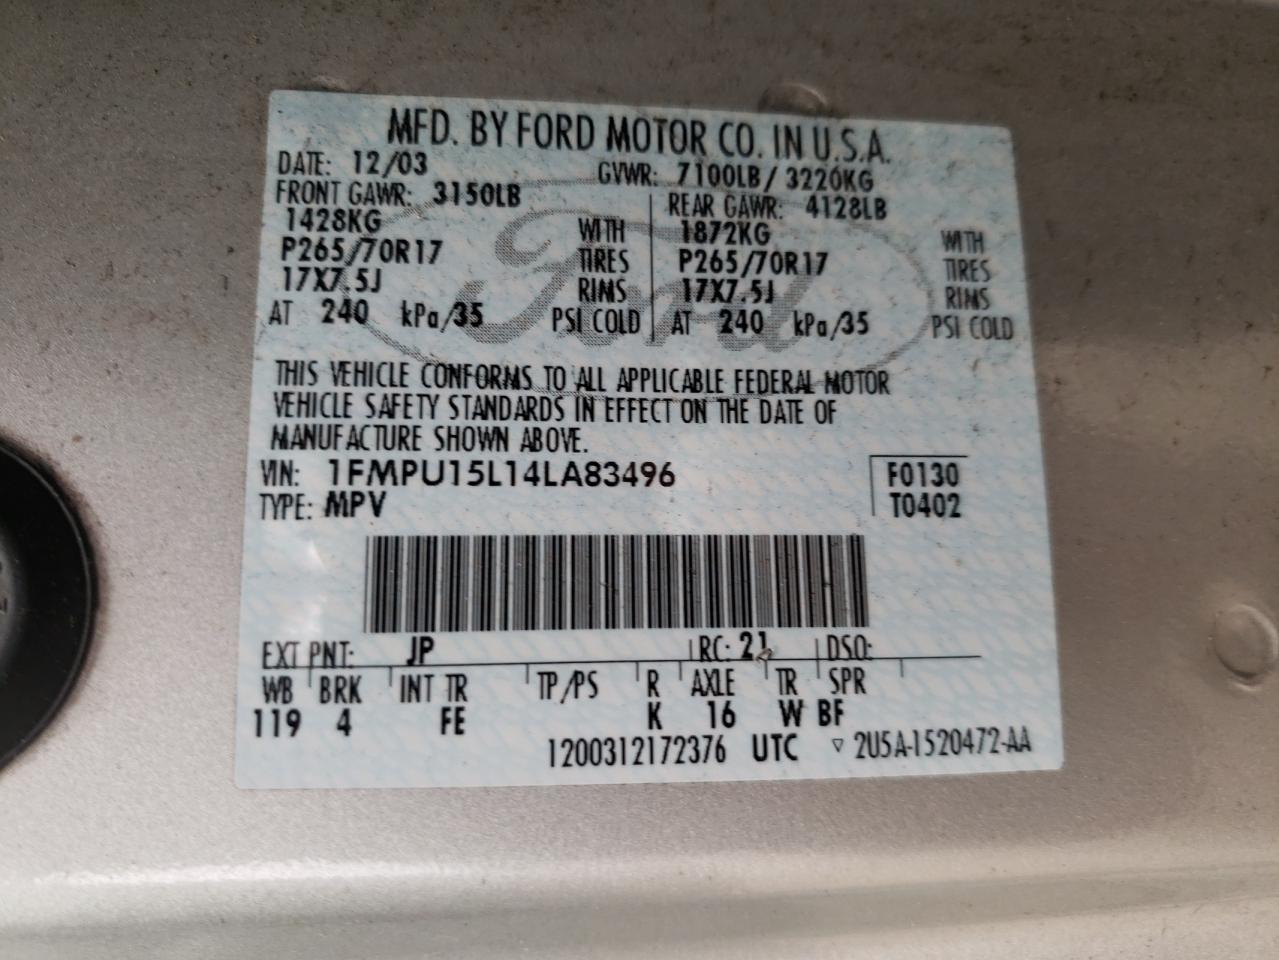 MFD. BY FORD MOTOR CO. IN U.S.A.
DATE: 12/03 GVWR: 7100LB / 3220KG
FRONT GAWR: 3150LB REAR GAWR: 4128LB
1428KG WITH 1872KG WITH
P265/70R17 TIRES P265/70R17 TIRES
17X7.5J RIMS 17X7.5J RIMS
AT 240 kPa/35 PSI COLD AT 240 kPa/35 PSI COLD
Ford
THIS VEHICLE CONFORMS TO ALL APPLICABLE FEDERAL MOTOR
VEHICLE SAFETY STANDARDS IN EFFECT ON THE DATE OF
MANUFACTURE SHOWN ABOVE.
VIN: 1FMPU15L14LA83496 F0130
TYPE: MPV T0402
EXT PNT: JP RC: 21 DSO:
WB BRK INT TR TP/PS R AXLE TR SPR
119 4 FE K 16 W BF
1200312172376 UTC ▽ 2U5A-1520472-AA